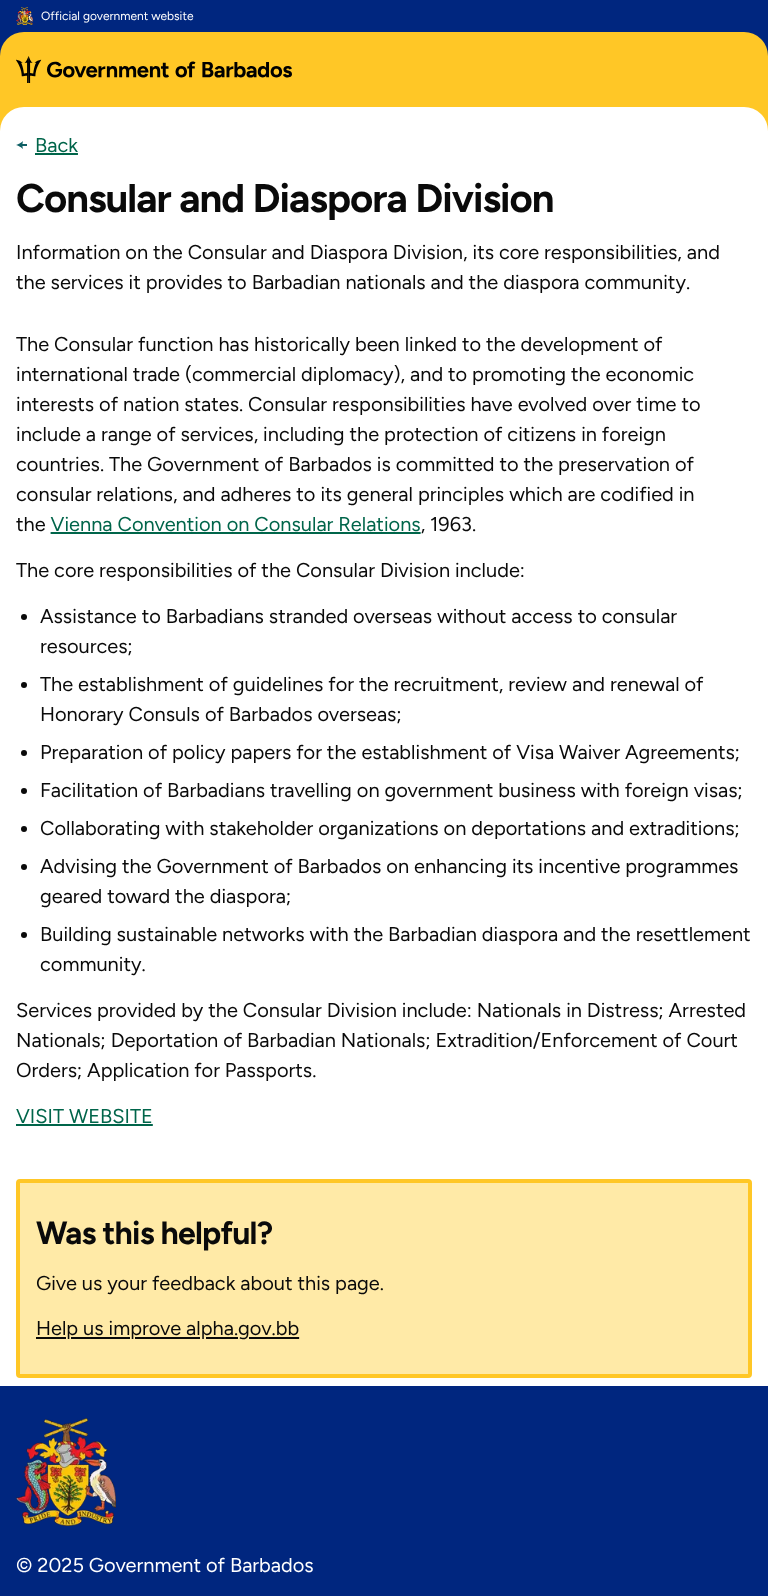 Official government website
Government of Barbados
Back
Consular and Diaspora Division
Information on the Consular and Diaspora Division, its core responsibilities, and
the services it provides to Barbadian nationals and the diaspora community.
The Consular function has historically been linked to the development of
international trade (commercial diplomacy), and to promoting the economic
interests of nation states. Consular responsibilities have evolved over time to
include a range of services, including the protection of citizens in foreign
countries. The Government of Barbados is committed to the preservation of
consular relations, and adheres to its general principles which are codified in
the Vienna Convention on Consular Relations, 1963.
The core responsibilities of the Consular Division include:
• Assistance to Barbadians stranded overseas without access to consular
resources;
• The establishment of guidelines for the recruitment, review and renewal of
Honorary Consuls of Barbados overseas;
• Preparation of policy papers for the establishment of Visa Waiver Agreements;
• Facilitation of Barbadians travelling on government business with foreign visas;
• Collaborating with stakeholder organizations on deportations and extraditions;
• Advising the Government of Barbados on enhancing its incentive programmes
geared toward the diaspora;
• Building sustainable networks with the Barbadian diaspora and the resettlement
community.
Services provided by the Consular Division include: Nationals in Distress; Arrested
Nationals; Deportation of Barbadian Nationals; Extradition/Enforcement of Court
Orders; Application for Passports.
VISIT WEBSITE
Was this helpful?
Give us your feedback about this page.
Help us improve alpha.gov.bb
PRIDE AND INDUSTRY
© 2025 Government of Barbados